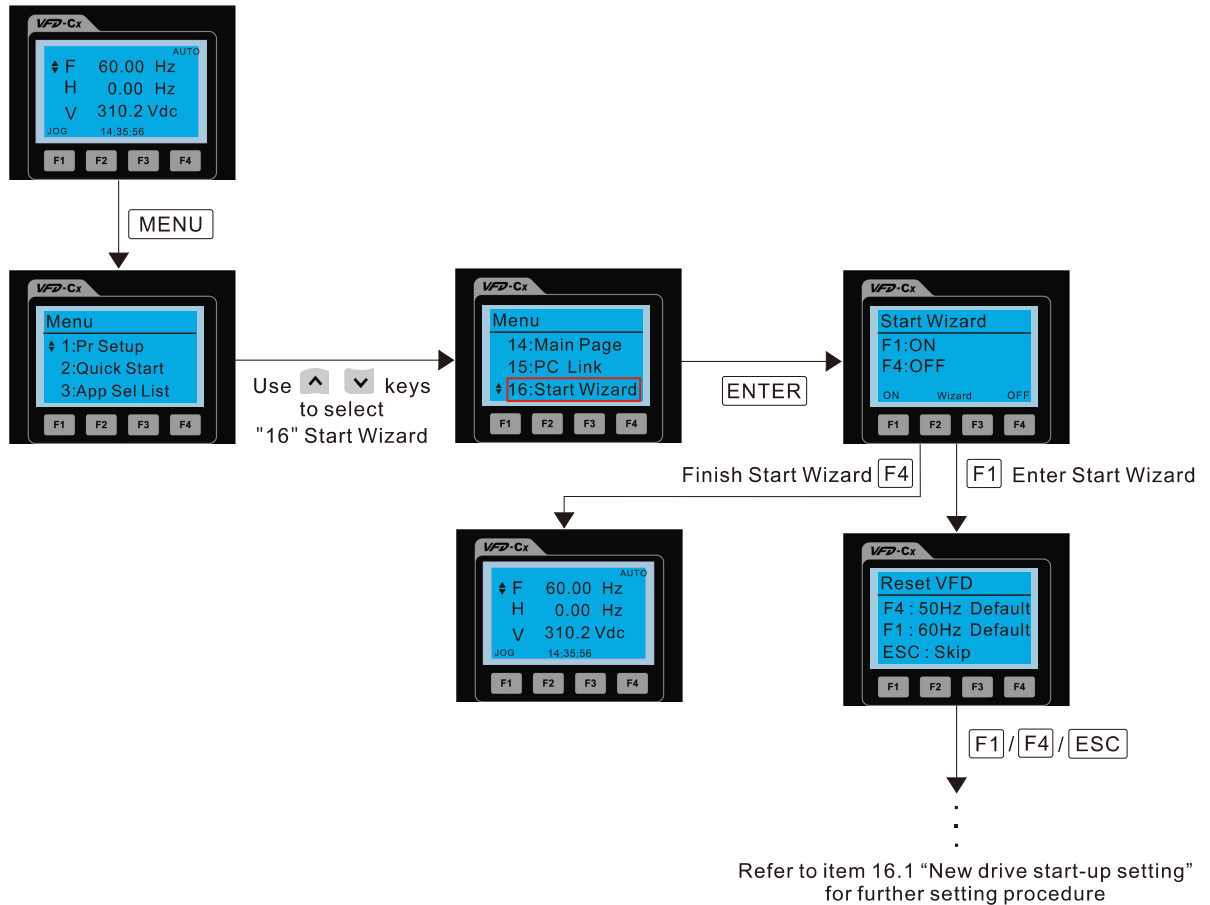 VFD-Cx
AUTO
F 60.00 Hz
H 0.00 Hz
V 310.2 Vdc
JOG 14:35:56
F1 F2 F3 F4
MENU
VFD-Cx
Menu
1:Pr Setup
2:Quick Start
3:App Sel List
F1 F2 F3 F4
Use keys
to select
"16" Start Wizard
VFD-Cx
Menu
14:Main Page
15:PC Link
16:Start Wizard
F1 F2 F3 F4
ENTER
VFD-Cx
Start Wizard
F1:ON
F4:OFF
ON Wizard OFF
F1 F2 F3 F4
Finish Start Wizard F4
F1 Enter Start Wizard
VFD-Cx
AUTO
F 60.00 Hz
H 0.00 Hz
V 310.2 Vdc
JOG 14:35:56
F1 F2 F3 F4
VFD-Cx
Reset VFD
F4 : 50Hz Default
F1 : 60Hz Default
ESC : Skip
F1 F2 F3 F4
F1 / F4 / ESC
Refer to item 16.1 “New drive start-up setting”
for further setting procedure